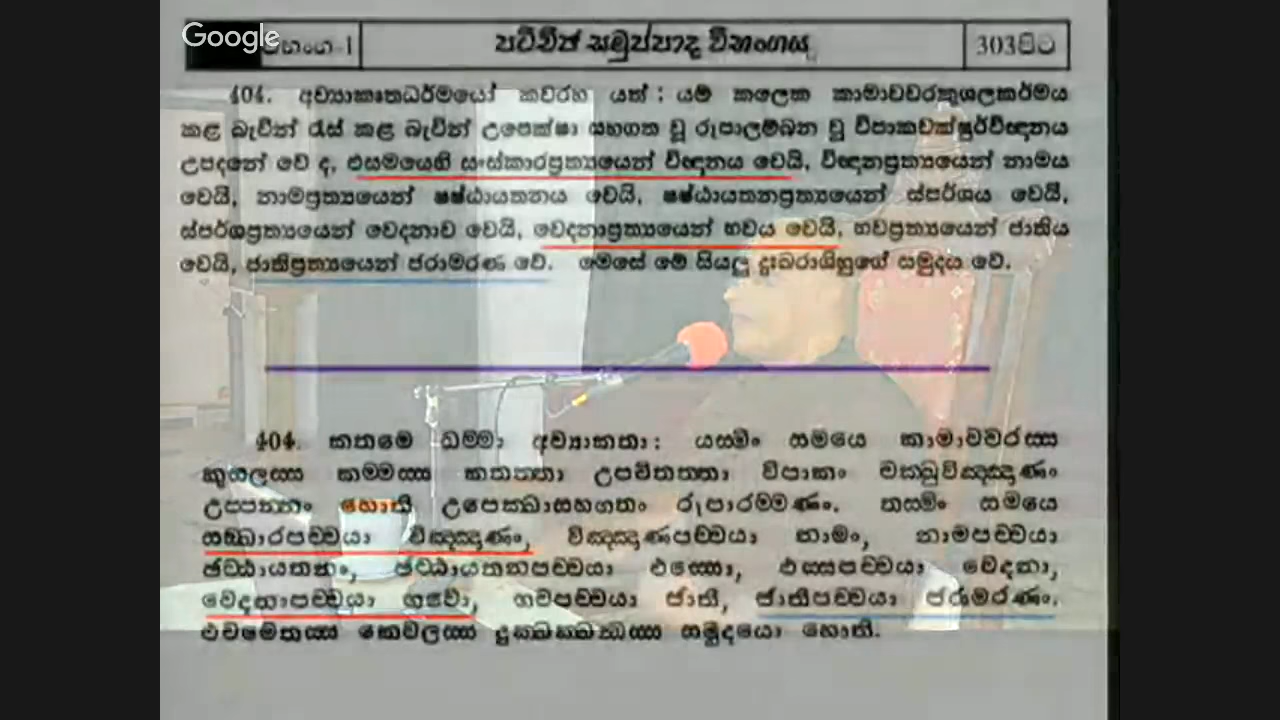 Google
භංග-1
පටිච්ච සමුප්පාද විභංගය
303පිට
404. අව්‍යාකෘතධර්මයෝ කවරහ යත් : යම් කලෙක කාමාවචරකුශලකර්මය
කළ බැවින් රැස් කළ බැවින් උපේක්ෂා සහගත වූ රූපාලම්බන වූ විපාකචක්ෂුර්විඥානය
උපදනේ වේ ද, එසමයෙහි සංස්කාරප්‍රත්‍යයෙන් විඥානය වෙයි, විඥානප්‍රත්‍යයෙන් නාමය
වෙයි, නාමප්‍රත්‍යයෙන් ෂෂ්ඨායතනය වෙයි, ෂෂ්ඨායතනප්‍රත්‍යයෙන් ස්පර්ශය වෙයි,
ස්පර්ශප්‍රත්‍යයෙන් වේදනාව වෙයි, වේදනාප්‍රත්‍යයෙන් භවය වෙයි, භවප්‍රත්‍යයෙන් ජාතිය
වෙයි, ජාතිප්‍රත්‍යයෙන් ජරාමරණ වේ. මෙසේ මේ සියලු දුඃඛරාශිහුගේ සමුදය වේ.
404. කතමෙ ධම්මා අව්‍යාකතා : යස්මිං සමයෙ කාමාවචරස්ස
කුසලස්ස කම්මස්ස කතත්තා උපචිතත්තා විපාකං චක්ඛුවිඤ්ඤාණං
උප්පන්නං හොති උපෙක්ඛාසහගතං රූපාරම්මණං. තස්මිං සමයෙ
සඞ්ඛාරපච්චයා විඤ්ඤාණං, විඤ්ඤාණපච්චයා නාමං, නාමපච්චයා
ඡට්ඨායතනං, ඡට්ඨායතනපච්චයා ඵස්සො, ඵස්සපච්චයා වෙදනා,
වෙදනාපච්චයා භවො, භවපච්චයා ජාති, ජාතිපච්චයා ජරාමරණං.
එවමෙතස්ස කෙවලස්ස දුක්ඛක්ඛන්ධස්ස සමුදයො හොති.